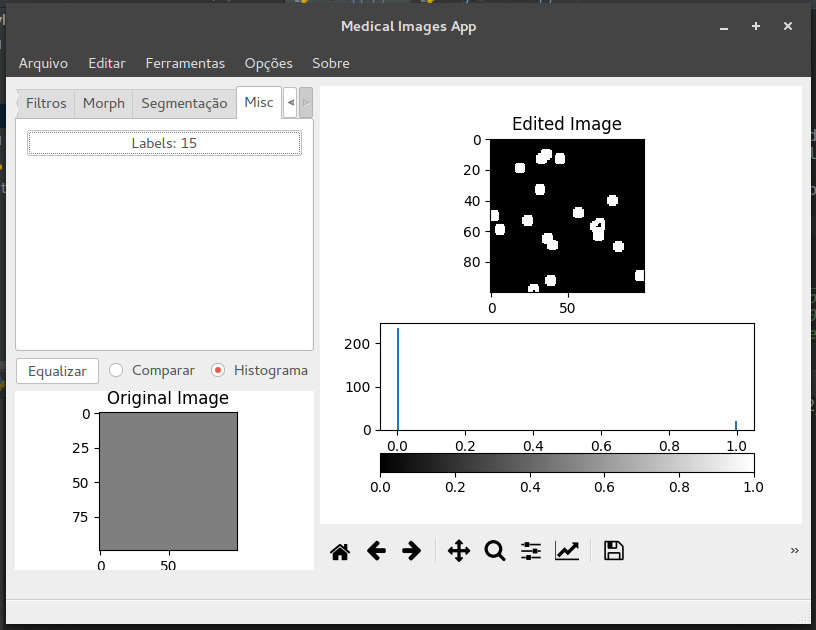 Medical Images App
Arquivo Editar Ferramentas Opções Sobre
Filtros Morph Segmentação Misc
Labels: 15
Equalizar Comparar Histograma
Original Image
0
25
50
75
0 50
Edited Image
0
20
40
60
80
0 50
200
100
0
0.0 0.2 0.4 0.6 0.8 1.0
0.0 0.2 0.4 0.6 0.8 1.0
»